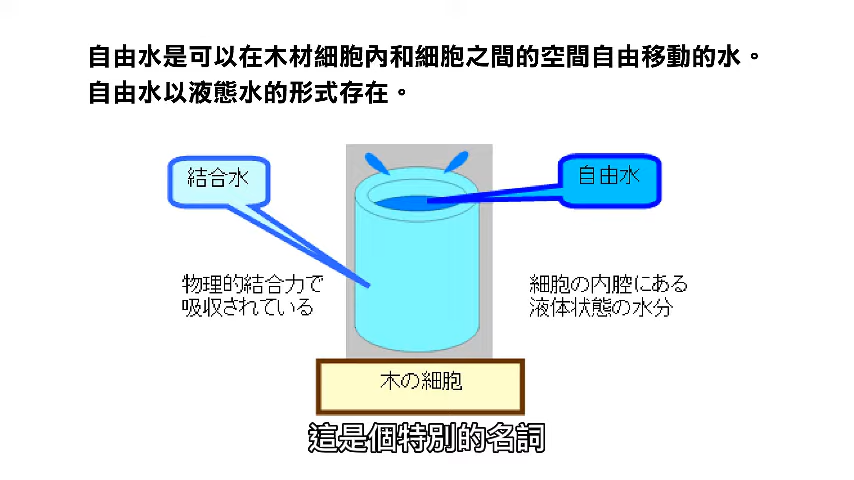 自由水是可以在木材細胞內和細胞之間的空間自由移動的水。
自由水以液態水的形式存在。
結合水
自由水
物理的結合力で
吸収されている
細胞の内腔にある
液体状態の水分
木の細胞
這是個特別的名詞